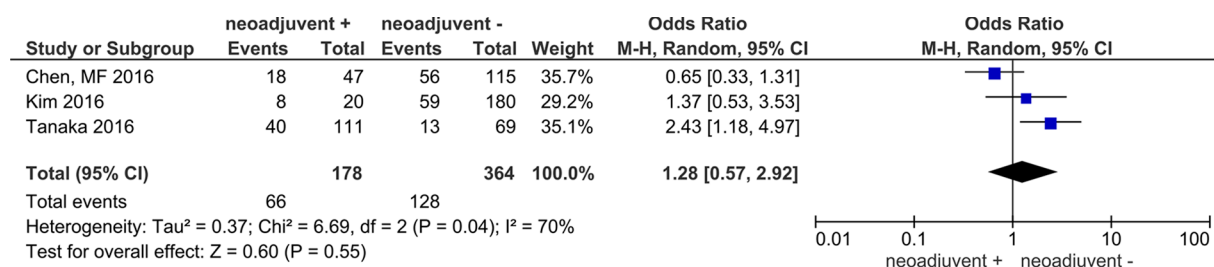 neoadjuvent + neoadjuvent - Odds Ratio Odds Ratio
Study or Subgroup Events Total Events Total Weight M-H, Random, 95% CI M-H, Random, 95% CI
Chen, MF 2016 18 47 56 115 35.7% 0.65 [0.33, 1.31]
Kim 2016 8 20 59 180 29.2% 1.37 [0.53, 3.53]
Tanaka 2016 40 111 13 69 35.1% 2.43 [1.18, 4.97]
Total (95% CI) 178 364 100.0% 1.28 [0.57, 2.92]
Total events 66 128
Heterogeneity: Tau² = 0.37; Chi² = 6.69, df = 2 (P = 0.04); I² = 70%
Test for overall effect: Z = 0.60 (P = 0.55)
0.01 0.1 1 10 100
neoadjuvent + neoadjuvent -